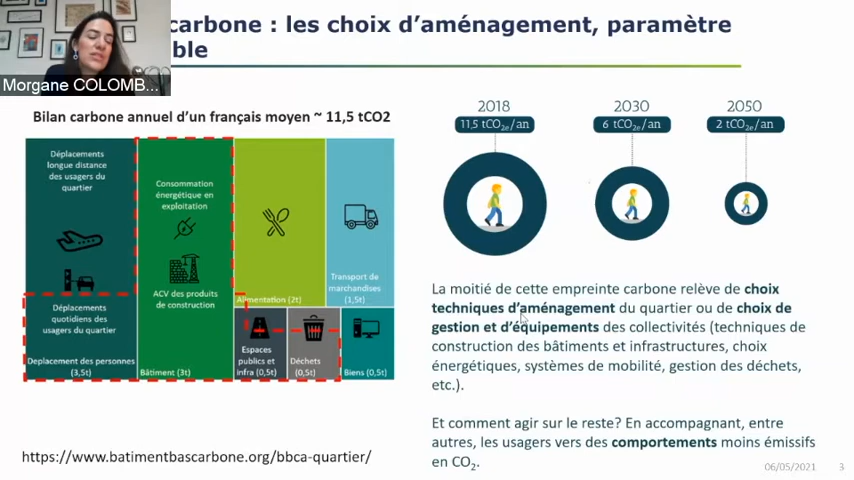 carbone : les choix d'aménagement, paramètre
ble
Morgane COLOMB...
Bilan carbone annuel d'un français moyen ~ 11,5 tCO2
Déplacements
longue distance
des usagers du
quartier
Déplacements
quotidiens des
usagers du quartier
Deplacement des personnes
(3,5t)
Consommation
énergétique en
exploitation
ACV des produits
de construction
Bâtiment (3t)
Alimentation (2t)
Transport de
marchandises
(1,5t)
Espaces
publics et
infra (0,5t)
Déchets
(0,5t)
Biens (0,5t)
2018
11,5 tCO2e/an
2030
6 tCO2e/an
2050
2 tCO2e/an
La moitié de cette empreinte carbone relève de choix
techniques d'aménagement du quartier ou de choix de
gestion et d'équipements des collectivités (techniques de
construction des bâtiments et infrastructures, choix
énergétiques, systèmes de mobilité, gestion des déchets,
etc.).
Et comment agir sur le reste? En accompagnant, entre
autres, les usagers vers des comportements moins émissifs
en CO2.
https://www.batimentbascarbone.org/bbca-quartier/
06/05/2021
3